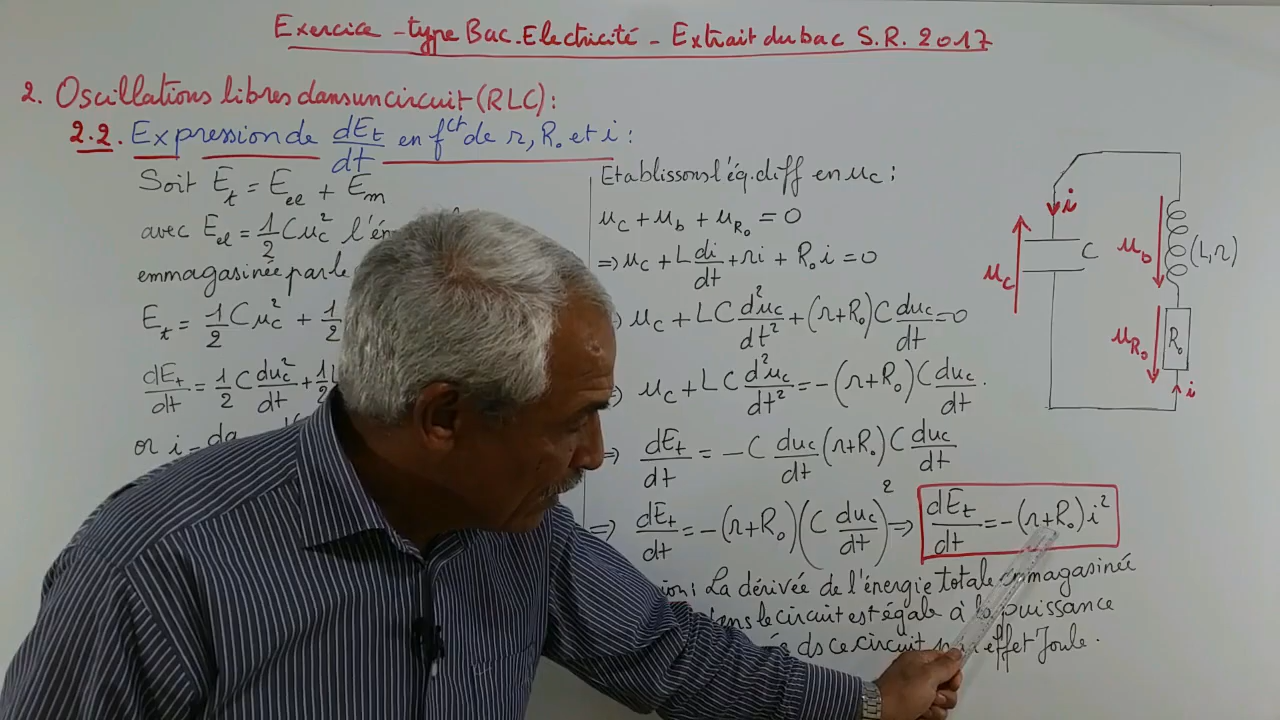 Exercice - type Bac. Electricité - Extrait du bac S.R. 2017
2. Oscillations libres dans un circuit (RLC):
2.2. Expression de dEt/dt en fct de r, R₀ et i :
Soit Et = Eel + Em
avec Eel = 1/2 Cuc² l'én
emmagasinée par le
Et = 1/2 Cuc² + 1/2
dEt/dt = 1/2 C duc²/dt + 1/2 L
or i =
Etablissons l'éq. diff en uc :
uc + ub + uR₀ = 0
=> uc + L di/dt + ri + R₀ i = 0
uc + LC d²uc/dt² + (r+R₀) C duc/dt = 0
=> uc + LC d²uc/dt² = -(r+R₀) C duc/dt .
=> dEt/dt = -C duc/dt (r+R₀) C duc/dt
=> dEt/dt = -(r+R₀) (C duc/dt)² => dEt/dt = -(r+R₀) i²
ion : La dérivée de l'énergie totale emmagasinée
dans le circuit est égale à la puissance
ds ce circuit par effet Joule.
i
uc
C
ub
(L,r)
uR₀
R₀
i